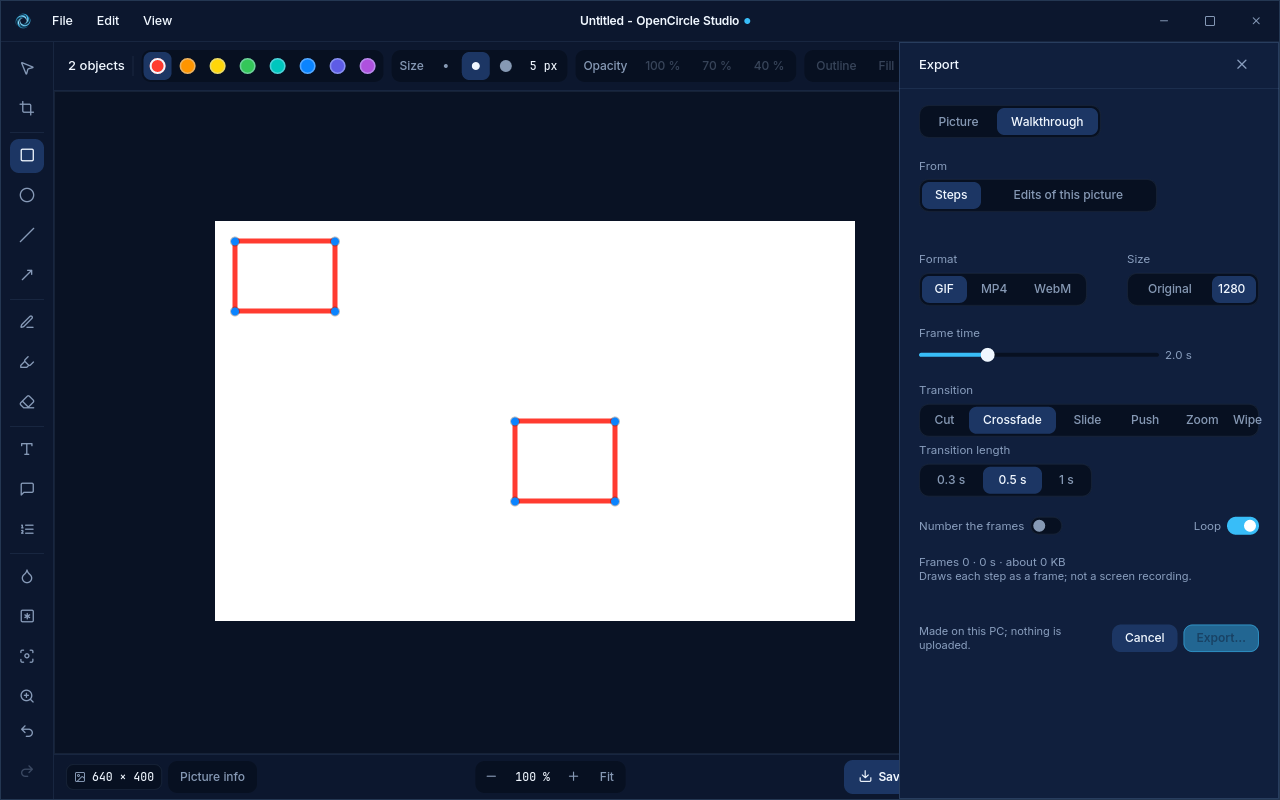 File Edit View
Untitled - OpenCircle Studio
2 objects
Size
5 px
Opacity
100 %
70 %
40 %
Outline
Fill
Export
Picture
Walkthrough
From
Steps
Edits of this picture
Format
Size
GIF
MP4
WebM
Original
1280
Frame time
2.0 s
Transition
Cut
Crossfade
Slide
Push
Zoom
Wipe
Transition length
0.3 s
0.5 s
1 s
Number the frames
Loop
Frames 0 · 0 s · about 0 KB
Draws each step as a frame; not a screen recording.
Made on this PC; nothing is
uploaded.
Cancel
Export...
640 × 400
Picture info
100 %
Fit
Sav